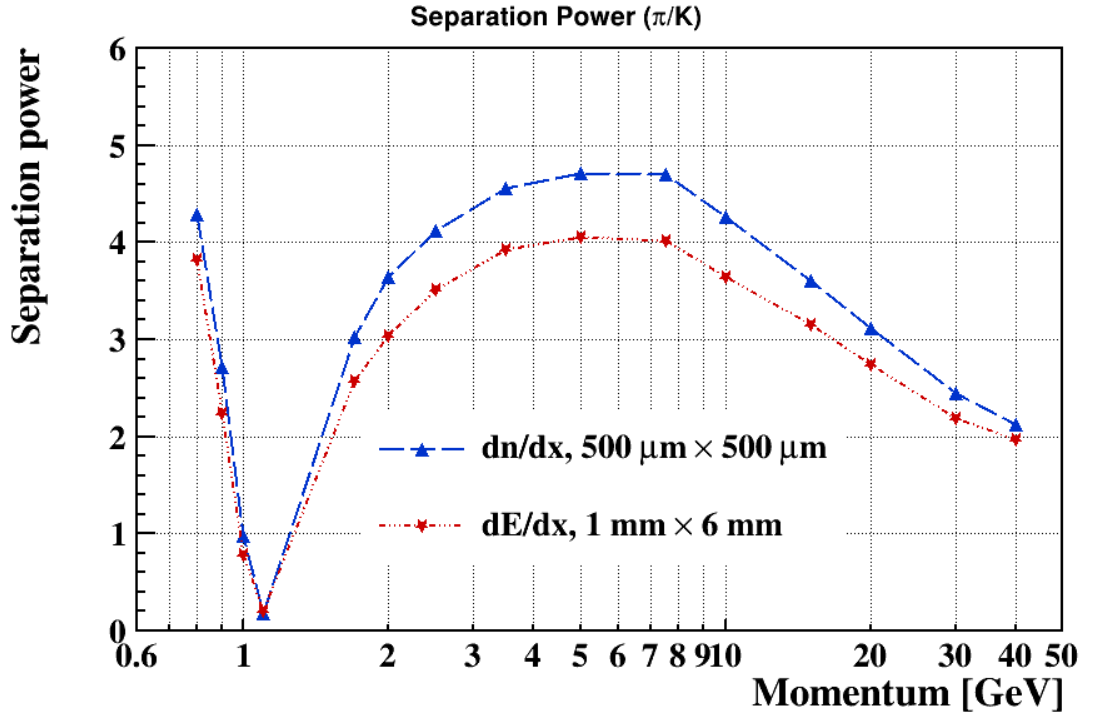 Separation Power (π/K)
Separation power
6
5
4
3
2
1
0
dn/dx, 500 μm × 500 μm
dE/dx, 1 mm × 6 mm
0.6 1 2 3 4 5 6 7 8 910 20 30 40 50
Momentum [GeV]